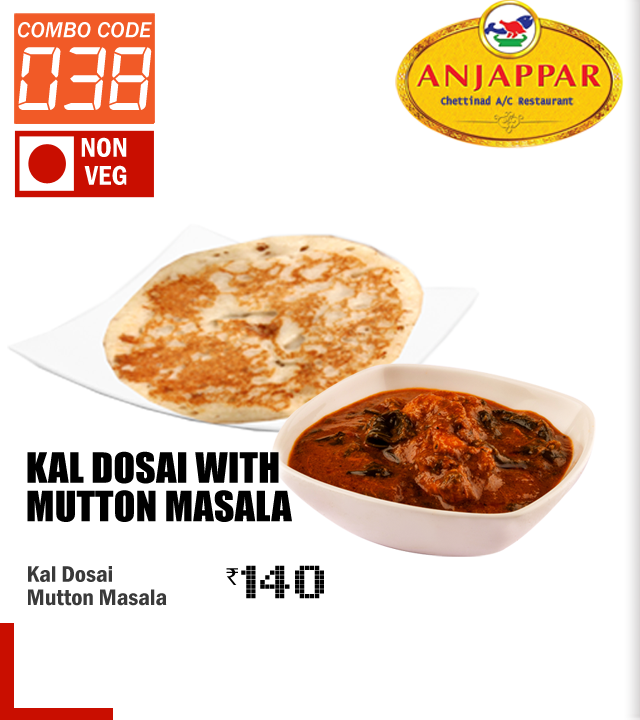 COMBO CODE
038
NON
VEG
ANJAPPAR
Chettinad A/C Restaurant
KAL DOSAI WITH
MUTTON MASALA
Kal Dosai
Mutton Masala
₹140